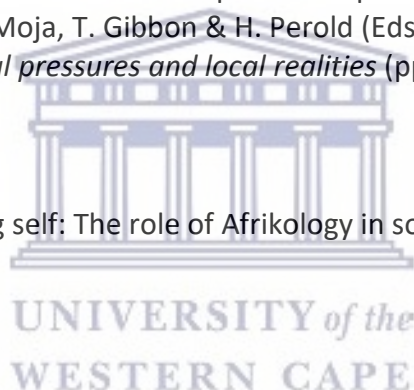 Moja, T. Gibbon & H. Perold (Eds
al pressures and local realities (pp
g self: The role of Afrikology in sc
UNIVERSITY of the
WESTERN CAPE